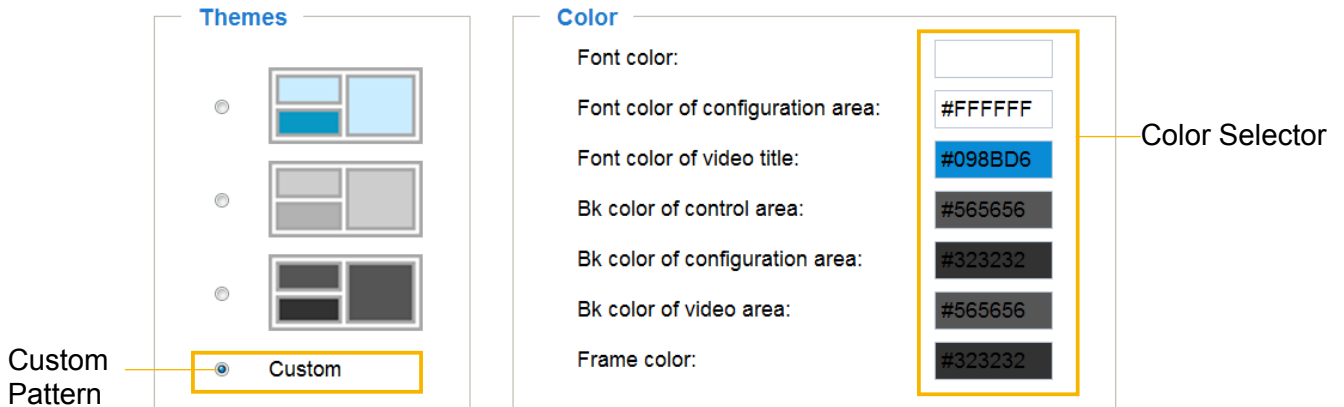 Themes
Color
Font color:
Font color of configuration area: #FFFFFF
Font color of video title: #098BD6
Bk color of control area: #565656
Bk color of configuration area: #323232
Bk color of video area: #565656
Frame color: #323232
Color Selector
Custom
Custom
Pattern